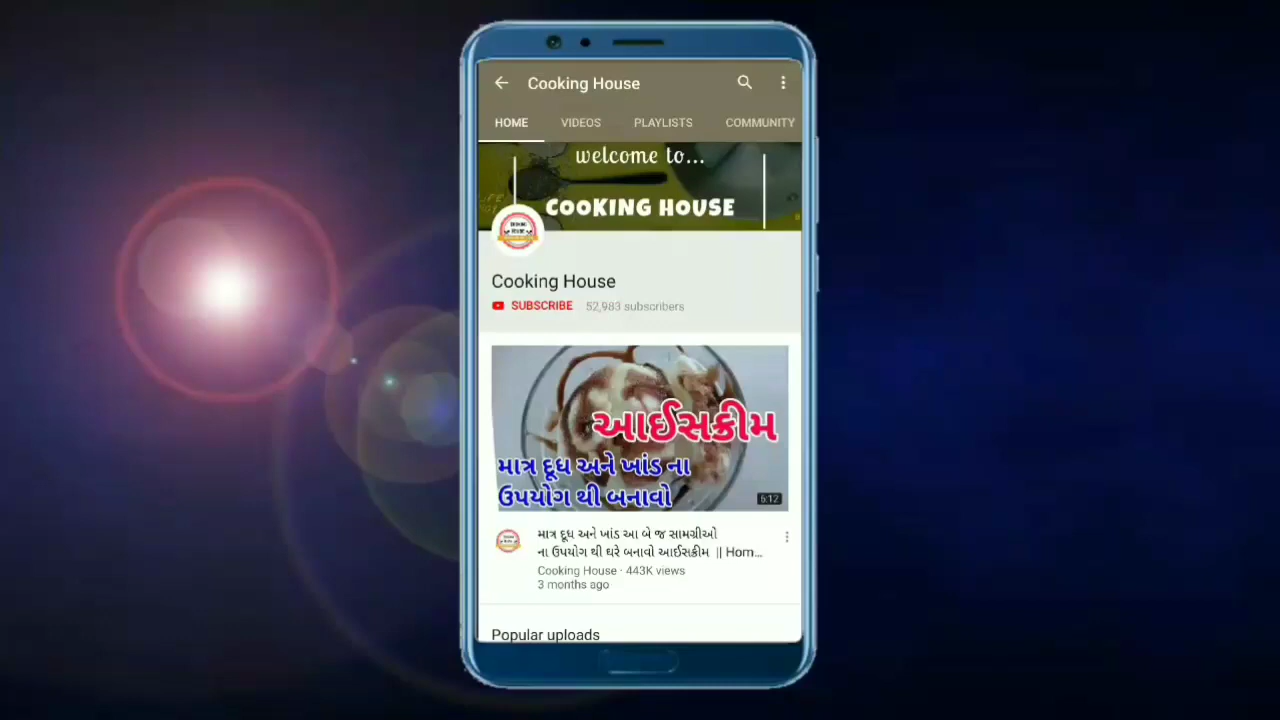 Cooking House
HOME VIDEOS PLAYLISTS COMMUNITY
welcome to...
COOKING HOUSE
Cooking House
SUBSCRIBE 52,983 subscribers
આઈસક્રીમ
માત્ર દૂધ અને ખાંડ ના
ઉપયોગ થી બનાવો
6:12
માત્ર દૂધ અને ખાંડ આ બે જ સામગ્રીઓ
ના ઉપયોગ થી ઘરે બનાવો આઈસક્રીમ || Hom...
Cooking House · 443K views
3 months ago
Popular uploads